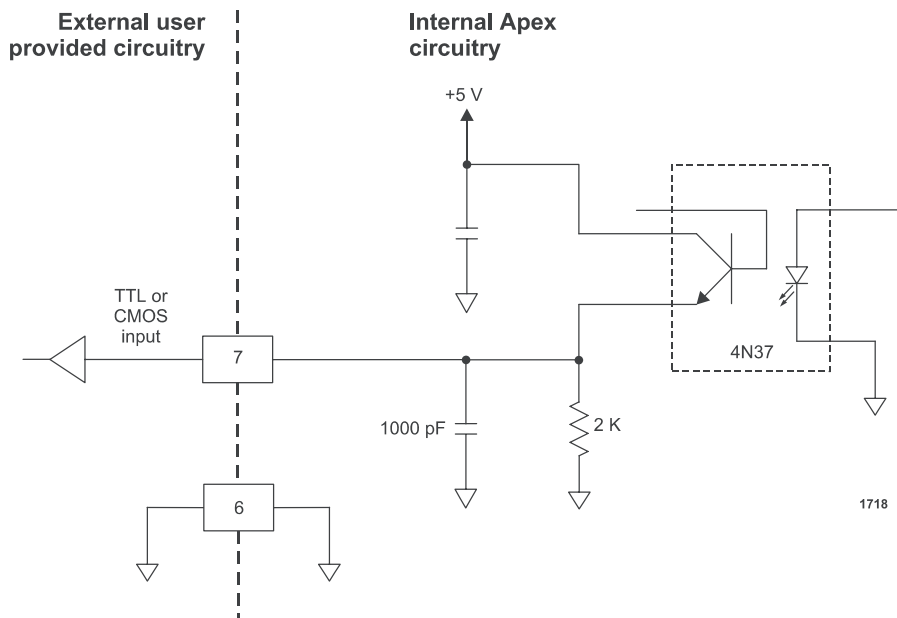 External user
provided circuitry
Internal Apex
circuitry
+5 V
TTL or
CMOS
input
7
4N37
1000 pF
2 K
6
1718